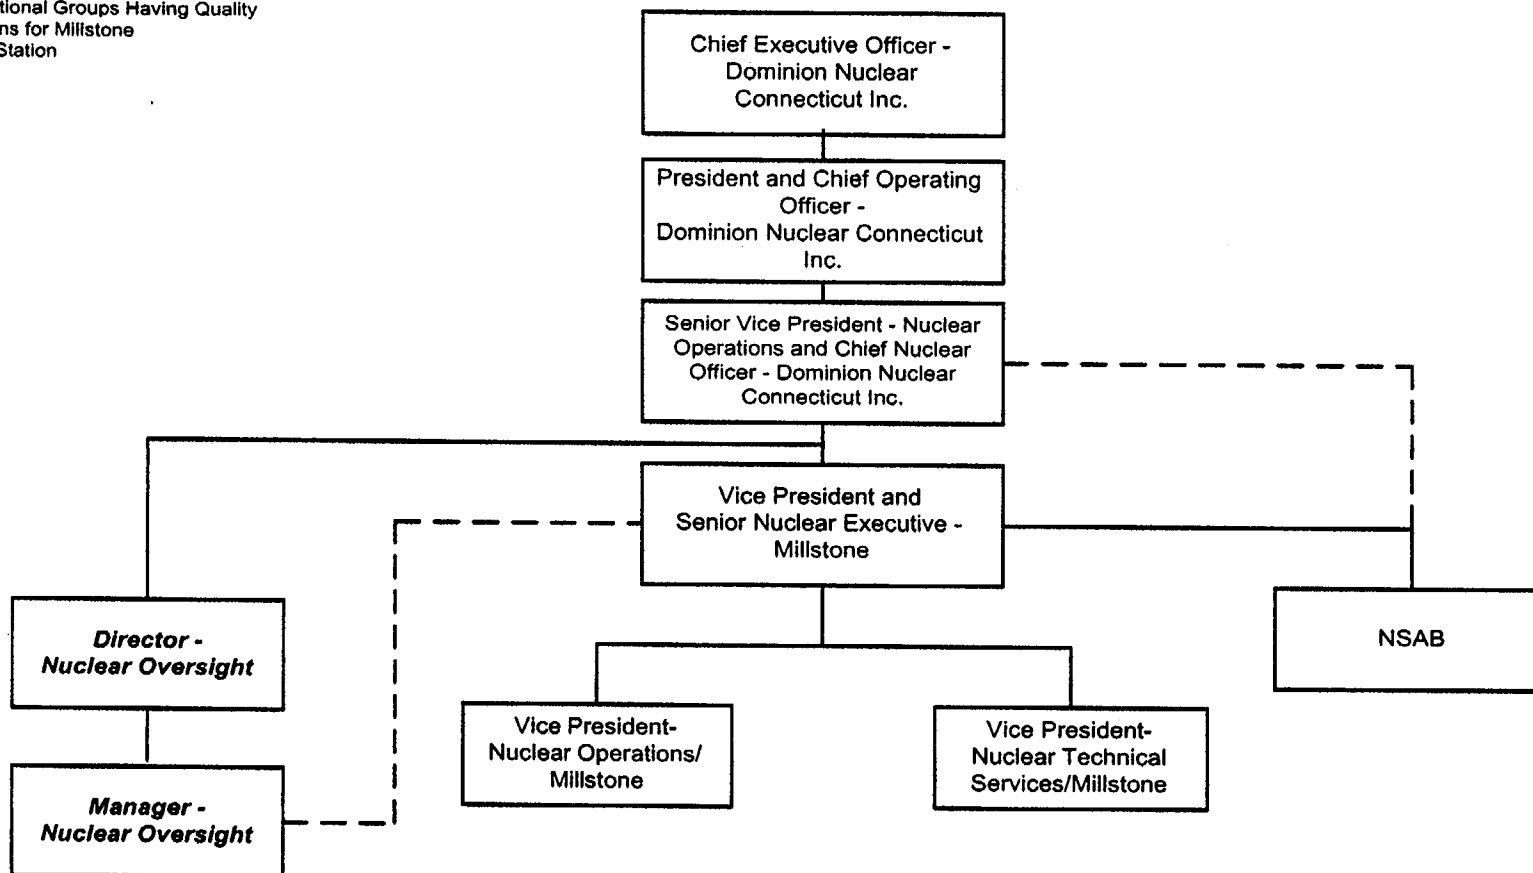 tional Groups Having Quality
ns for Millstone
Station
Chief Executive Officer -
Dominion Nuclear
Connecticut Inc.
President and Chief Operating
Officer -
Dominion Nuclear Connecticut
Inc.
Senior Vice President - Nuclear
Operations and Chief Nuclear
Officer - Dominion Nuclear
Connecticut Inc.
Vice President and
Senior Nuclear Executive -
Millstone
Director -
Nuclear Oversight
NSAB
Vice President-
Nuclear Operations/
Millstone
Vice President-
Nuclear Technical
Services/Millstone
Manager -
Nuclear Oversight